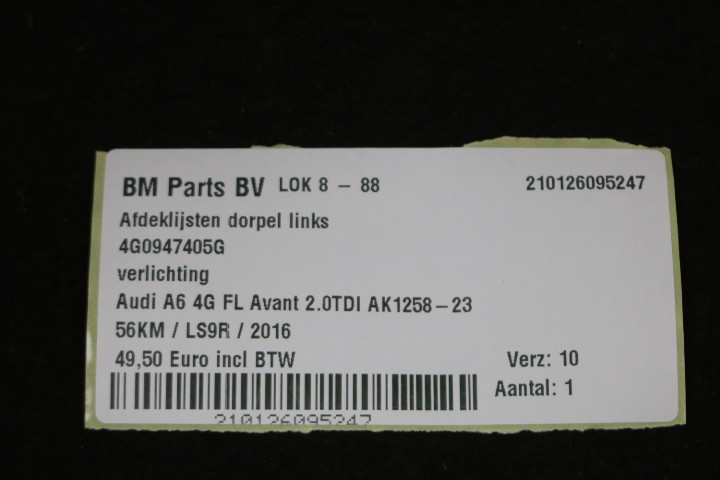 BM Parts BV LOK 8 - 88 210126095247
Afdeklijsten dorpel links
4G0947405G
verlichting
Audi A6 4G FL Avant 2.0TDI AK1258-23
56KM / LS9R / 2016
49,50 Euro incl BTW Verz: 10
Aantal: 1
210126095247